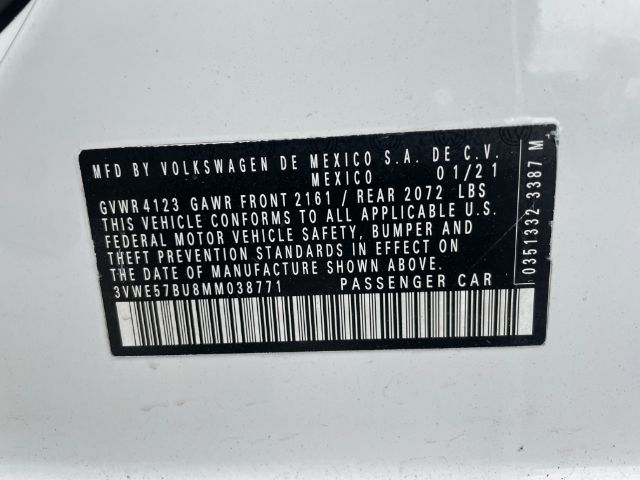 MFD BY VOLKSWAGEN DE MEXICO S.A. DE C.V.
MEXICO 01/21
GVWR 4123 GAWR FRONT 2161 / REAR 2072 LBS
THIS VEHICLE CONFORMS TO ALL APPLICABLE U.S.
FEDERAL MOTOR VEHICLE SAFETY, BUMPER AND
THEFT PREVENTION STANDARDS IN EFFECT ON
THE DATE OF MANUFACTURE SHOWN ABOVE.
3VWE57BU8MM038771 PASSENGER CAR
0351332 3387 M